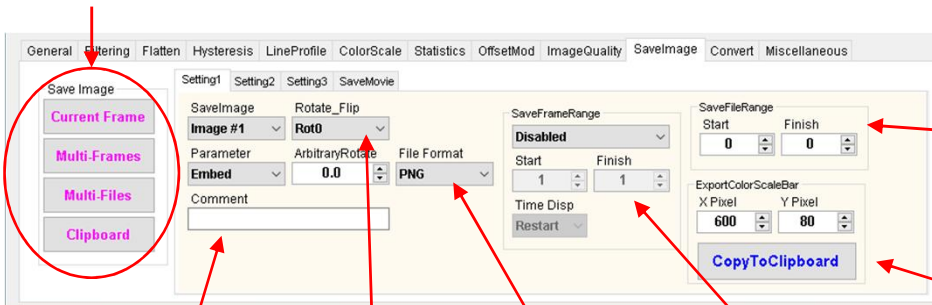 General Filtering Flatten Hysteresis LineProfile ColorScale Statistics OffsetMod ImageQuality SaveImage Convert Miscellaneous
Save Image
Current Frame
Multi-Frames
Multi-Files
Clipboard
Setting1 Setting2 Setting3 SaveMovie
SaveImage Rotate_Flip
Image #1 Rot0
Parameter ArbitraryRotate File Format
Embed 0.0 PNG
Comment
SaveFrameRange
Disabled
Start Finish
1 1
Time Disp
Restart
SaveFileRange
Start Finish
0 0
ExportColorScaleBar
X Pixel Y Pixel
600 80
CopyToClipboard